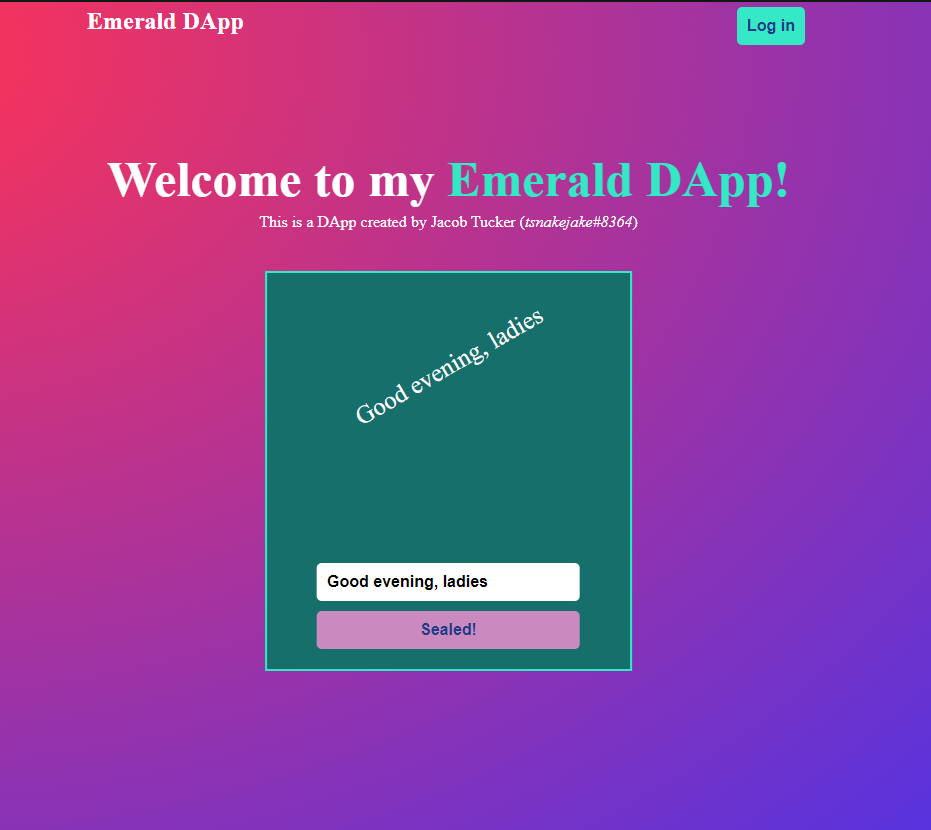 Emerald DApp
Log in
Welcome to my Emerald DApp!
This is a DApp created by Jacob Tucker (tsnakejake#8364)
Good evening, ladies
Good evening, ladies
Sealed!